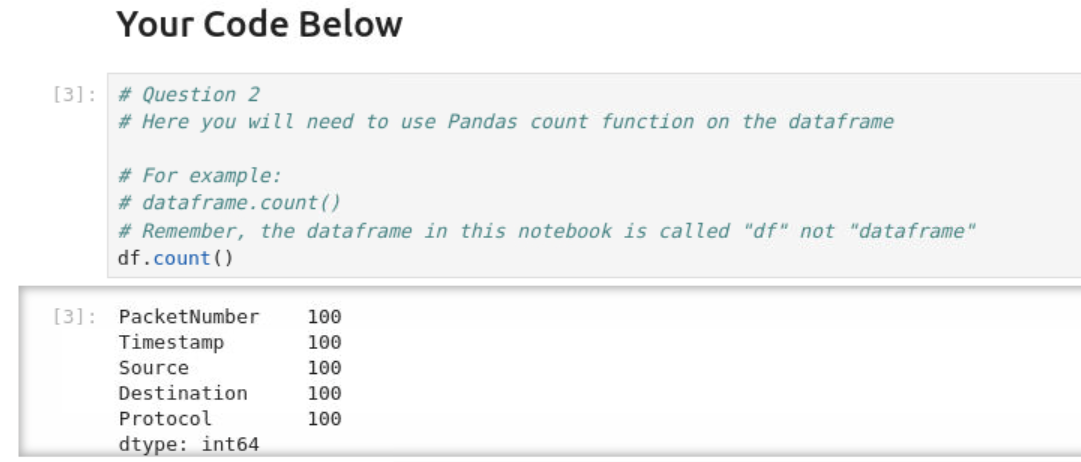 Your Code Below
[3]: # Question 2
# Here you will need to use Pandas count function on the dataframe
# For example:
# dataframe.count()
# Remember, the dataframe in this notebook is called "df" not "dataframe"
df.count()
[3]: PacketNumber 100
Timestamp 100
Source 100
Destination 100
Protocol 100
dtype: int64